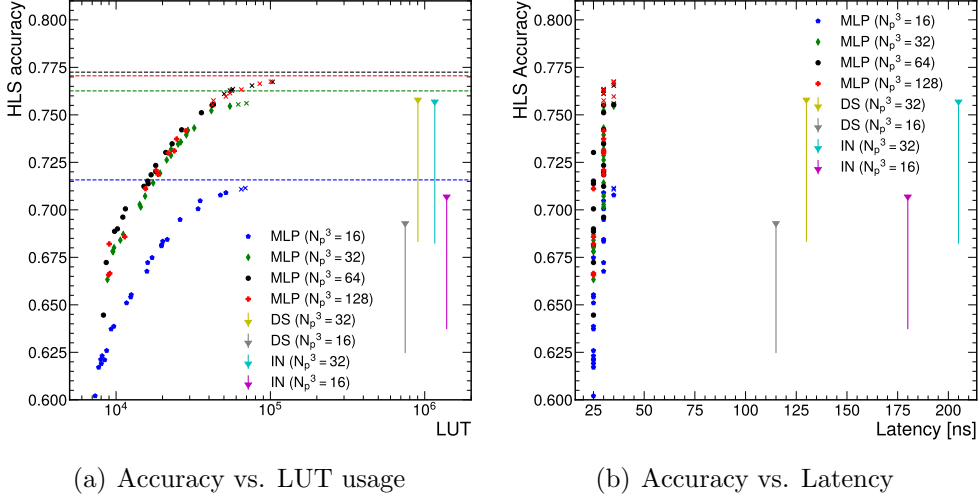 HLS accuracy
0.800
0.775
0.750
0.725
0.700
0.675
0.650
0.625
0.600
10⁴
10⁵
10⁶
LUT
MLP (Nₚ³ = 16)
MLP (Nₚ³ = 32)
MLP (Nₚ³ = 64)
MLP (Nₚ³ = 128)
DS (Nₚ³ = 32)
DS (Nₚ³ = 16)
IN (Nₚ³ = 32)
IN (Nₚ³ = 16)
(a) Accuracy vs. LUT usage
HLS Accuracy
0.800
0.775
0.750
0.725
0.700
0.675
0.650
0.625
0.600
25
50
75
100
125
150
175
200
Latency [ns]
MLP (Nₚ³ = 16)
MLP (Nₚ³ = 32)
MLP (Nₚ³ = 64)
MLP (Nₚ³ = 128)
DS (Nₚ³ = 32)
DS (Nₚ³ = 16)
IN (Nₚ³ = 32)
IN (Nₚ³ = 16)
(b) Accuracy vs. Latency